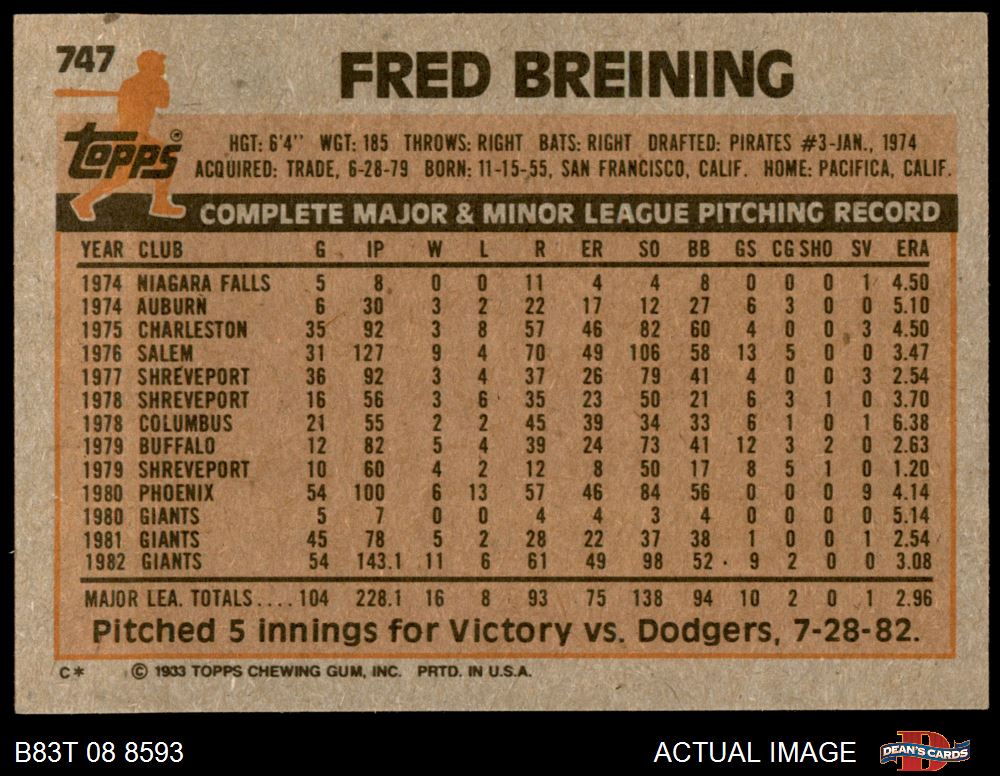 747
FRED BREINING
TOPPS
HGT: 6'4" WGT: 185 THROWS: RIGHT BATS: RIGHT DRAFTED: PIRATES #3-JAN., 1974
ACQUIRED: TRADE, 6-28-79 BORN: 11-15-55, SAN FRANCISCO, CALIF. HOME: PACIFICA, CALIF.
COMPLETE MAJOR & MINOR LEAGUE PITCHING RECORD
YEAR CLUB G IP W L R ER SO BB GS CG SHO SV ERA
1974 NIAGARA FALLS 5 8 0 0 11 4 4 8 0 0 0 1 4.50
1974 AUBURN 6 30 3 2 22 17 12 27 6 3 0 0 5.10
1975 CHARLESTON 35 92 3 8 57 46 82 60 4 0 0 3 4.50
1976 SALEM 31 127 9 4 70 49 106 58 13 5 0 0 3.47
1977 SHREVEPORT 36 92 3 4 37 26 79 41 4 0 0 3 2.54
1978 SHREVEPORT 16 56 3 6 35 23 50 21 6 3 1 0 3.70
1978 COLUMBUS 21 55 2 2 45 39 34 33 6 1 0 1 6.38
1979 BUFFALO 12 82 5 4 39 24 73 41 12 3 2 0 2.63
1979 SHREVEPORT 10 60 4 2 12 8 50 17 8 5 1 0 1.20
1980 PHOENIX 54 100 6 13 57 46 84 56 0 0 0 9 4.14
1980 GIANTS 5 7 0 0 4 4 3 4 0 0 0 0 5.14
1981 GIANTS 45 78 5 2 28 22 37 38 1 0 0 1 2.54
1982 GIANTS 54 143.1 11 6 61 49 98 52 9 2 0 0 3.08
MAJOR LEA. TOTALS.... 104 228.1 16 8 93 75 138 94 10 2 0 1 2.96
Pitched 5 innings for Victory vs. Dodgers, 7-28-82.
C* © 1983 TOPPS CHEWING GUM, INC. PRTD. IN U.S.A.
B83T 08 8593 ACTUAL IMAGE DEAN'S CARDS